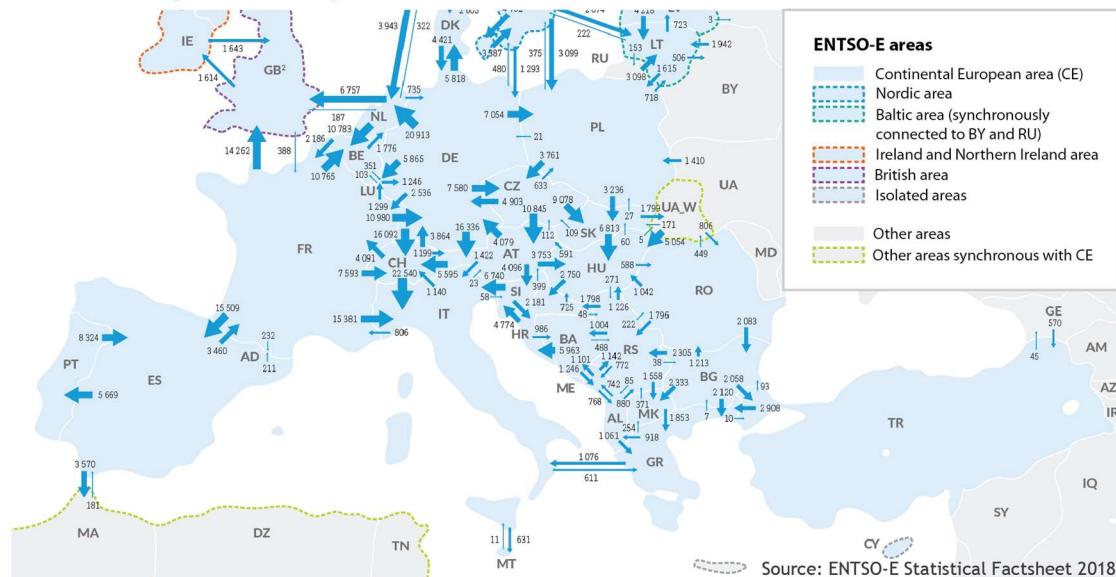 3 943
322
DK
4 421
5 818
3 587
480
375
1 293
2 074
222
3 099
RU
4 218
723
3
LT
153
1 942
506
3 098
1 615
718
BY
IE
1 643
1 614
GB²
6 757
735
187
NL
20 913
7 054
21
PL
14 262
388
2 186
10 783
1 776
BE
10 765
351
103
5 865
DE
LU
1 246
2 536
1 299
3 761
633
CZ
7 580
4 903
1 410
UA
10 980
16 092
3 864
16 336
4 079
10 845
112
9 078
109
SK
3 236
27
1 799
UA_W
171
806
6 813
60
5
5 054
449
MD
FR
4 091
CH
1 199
7 593
22 540
5 595
1 422
23
1 140
AT
3 753
4 096
591
399
2 750
HU
588
271
1 042
RO
6 740
SI
58
2 181
725
1 798
48
1 226
4 774
HR
986
BA
1 004
488
222
1 796
2 083
15 381
806
IT
5 963
1 101
1 142
772
RS
2 305
38
1 213
BG
ME
1 246
768
742
880
85
371
1 558
2 333
MK
1 853
2 058
2 120
93
7
10
2 908
AL
254
918
1 061
GR
1 076
611
15 509
3 460
232
211
AD
8 324
PT
5 669
ES
3 570
181
MA
DZ
TN
11
631
MT
TR
CY
SY
IQ
GE
570
45
AM
AZ
IR
ENTSO-E areas
Continental European area (CE)
Nordic area
Baltic area (synchronously
connected to BY and RU)
Ireland and Northern Ireland area
British area
Isolated areas
Other areas
Other areas synchronous with CE
Source: ENTSO-E Statistical Factsheet 2018